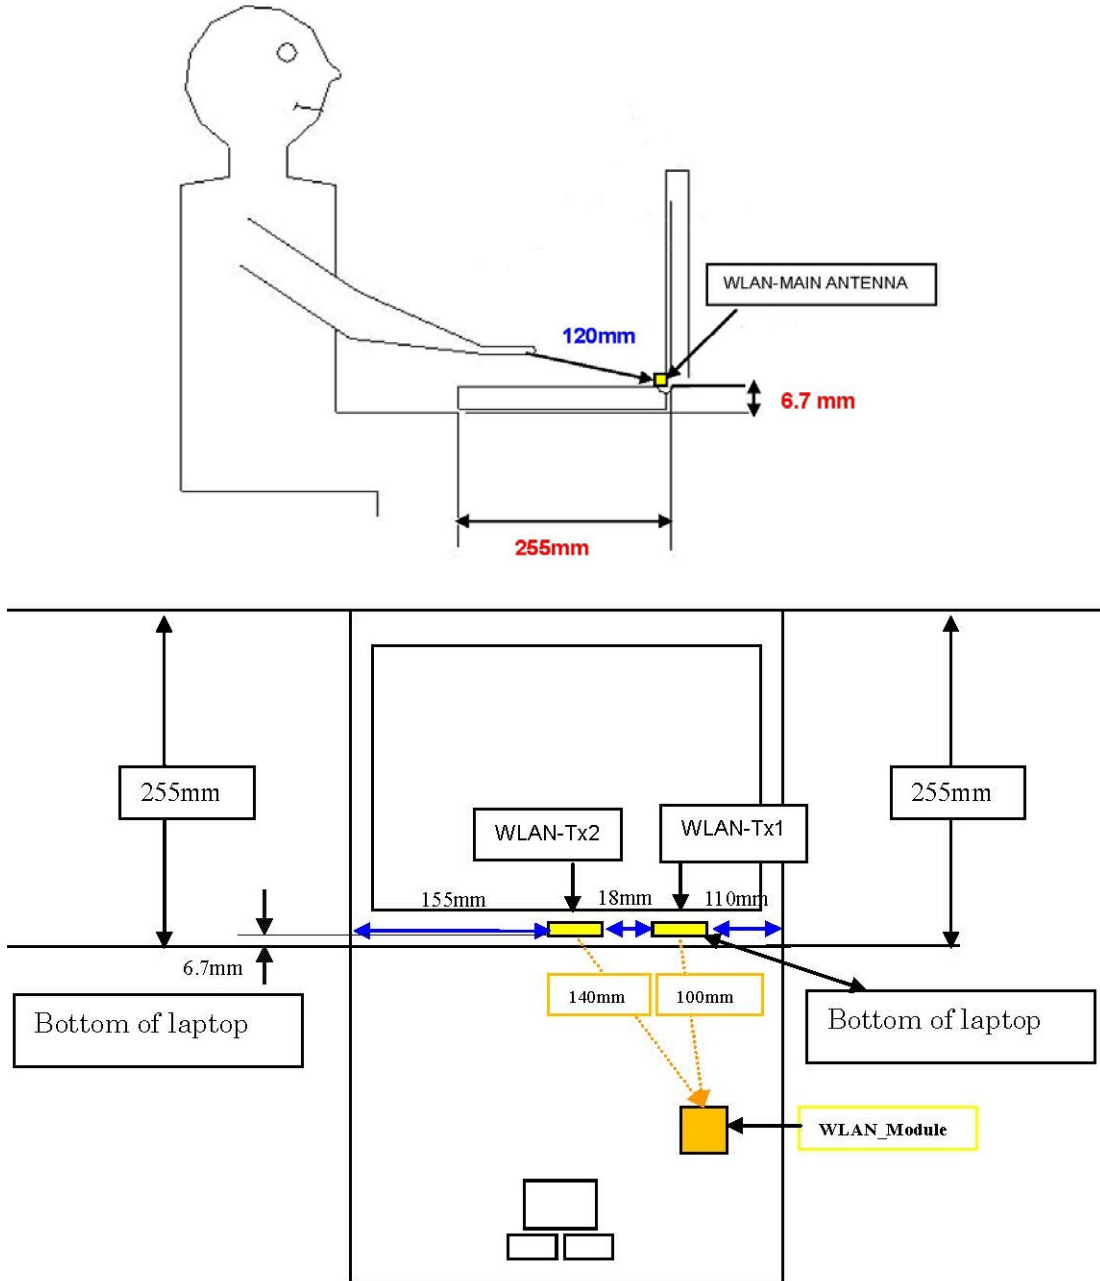 WLAN-MAIN ANTENNA
120mm
6.7 mm
255mm
255mm
255mm
WLAN-Tx2
WLAN-Tx1
155mm
18mm
110mm
6.7mm
140mm
100mm
Bottom of laptop
Bottom of laptop
WLAN_Module